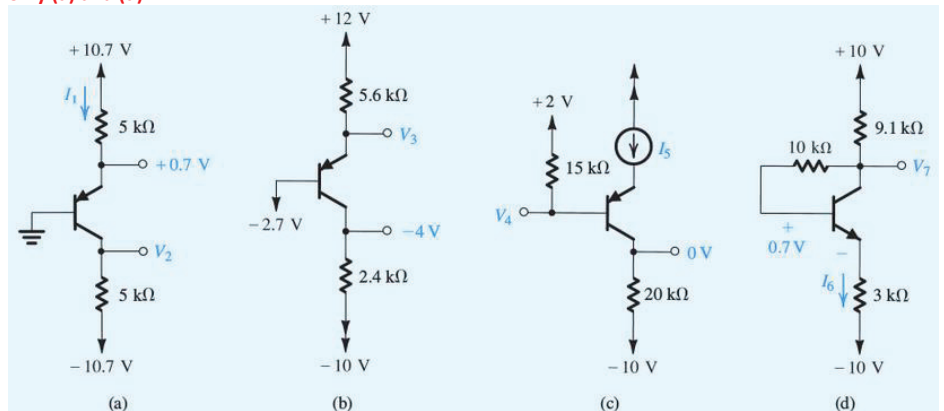 +10.7 V
I1
5 kΩ
+0.7 V
V2
5 kΩ
−10.7 V
(a)
+12 V
5.6 kΩ
V3
−2.7 V
−4 V
2.4 kΩ
−10 V
(b)
+2 V
15 kΩ
I5
V4
0 V
20 kΩ
−10 V
(c)
+10 V
9.1 kΩ
10 kΩ
V7
+
0.7 V
−
I6
3 kΩ
−10 V
(d)